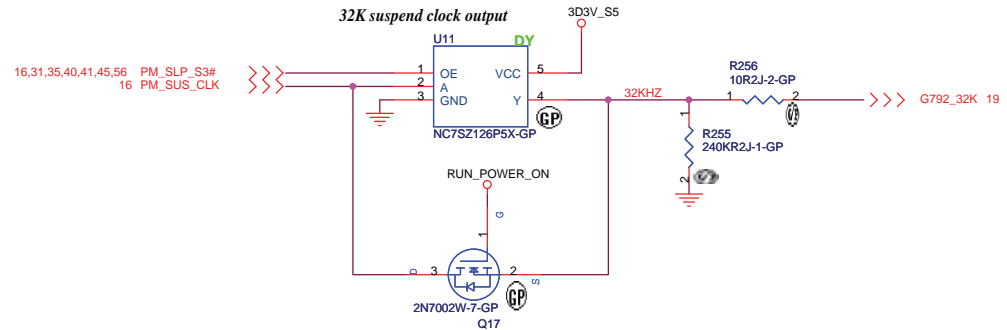 32K suspend clock output
3D3V_S5
U11
DY
16,31,35,40,41,45,56 PM_SLP_S3#
16 PM_SUS_CLK
1 OE
2 A
3 GND
VCC 5
Y 4
NC7SZ126P5X-GP
GP
32KHZ
R256
10R2J-2-GP
1 2
G792_32K 19
1
R255
240KR2J-1-GP
2
RUN_POWER_ON
G
1
D 3
2 S
GP
2N7002W-7-GP
Q17